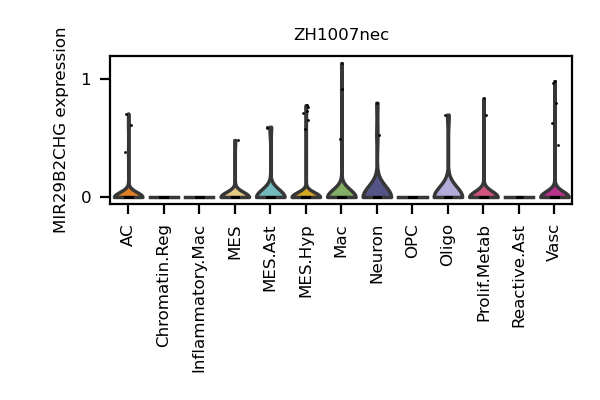 ZH1007nec
MIR29B2CHG expression
1
0
AC
Chromatin.Reg
Inflammatory.Mac
MES
MES.Ast
MES.Hyp
Mac
Neuron
OPC
Oligo
Prolif.Metab
Reactive.Ast
Vasc